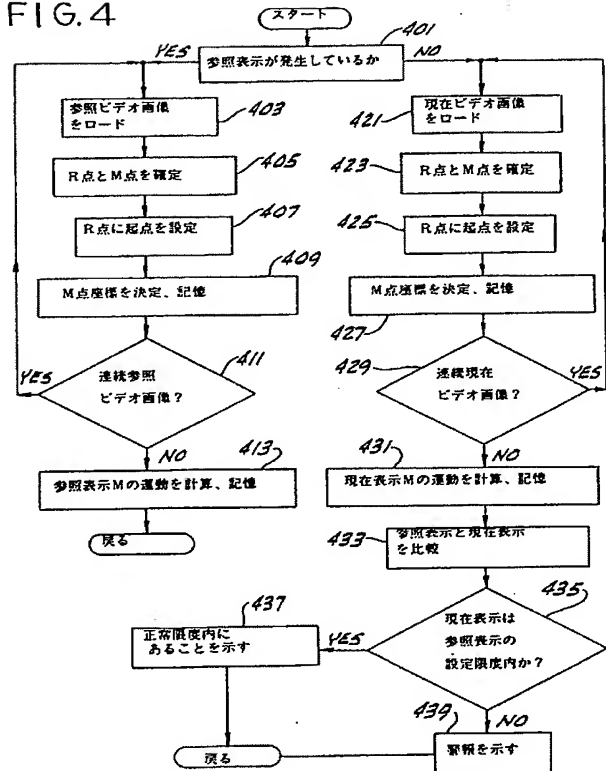 FIG.4
スタート
401
参照表示が発生しているか
YES
NO
参照ビデオ画像
をロード
403
R点とM点を確定
405
R点に起点を設定
407
M点座標を決定、記憶
409
連続参照
ビデオ画像?
411
YES
NO
参照表示Mの運動を計算、記憶
413
戻る
現在ビデオ画像
をロード
421
R点とM点を確定
423
R点に起点を設定
425
M点座標を決定、記憶
427
連続現在
ビデオ画像?
429
YES
NO
現在表示Mの運動を計算、記憶
431
参照表示と現在表示
を比較
433
現在表示は
参照表示の
設定限度内か?
435
YES
NO
正常限度内に
あることを示す
437
警報を示す
439
戻る